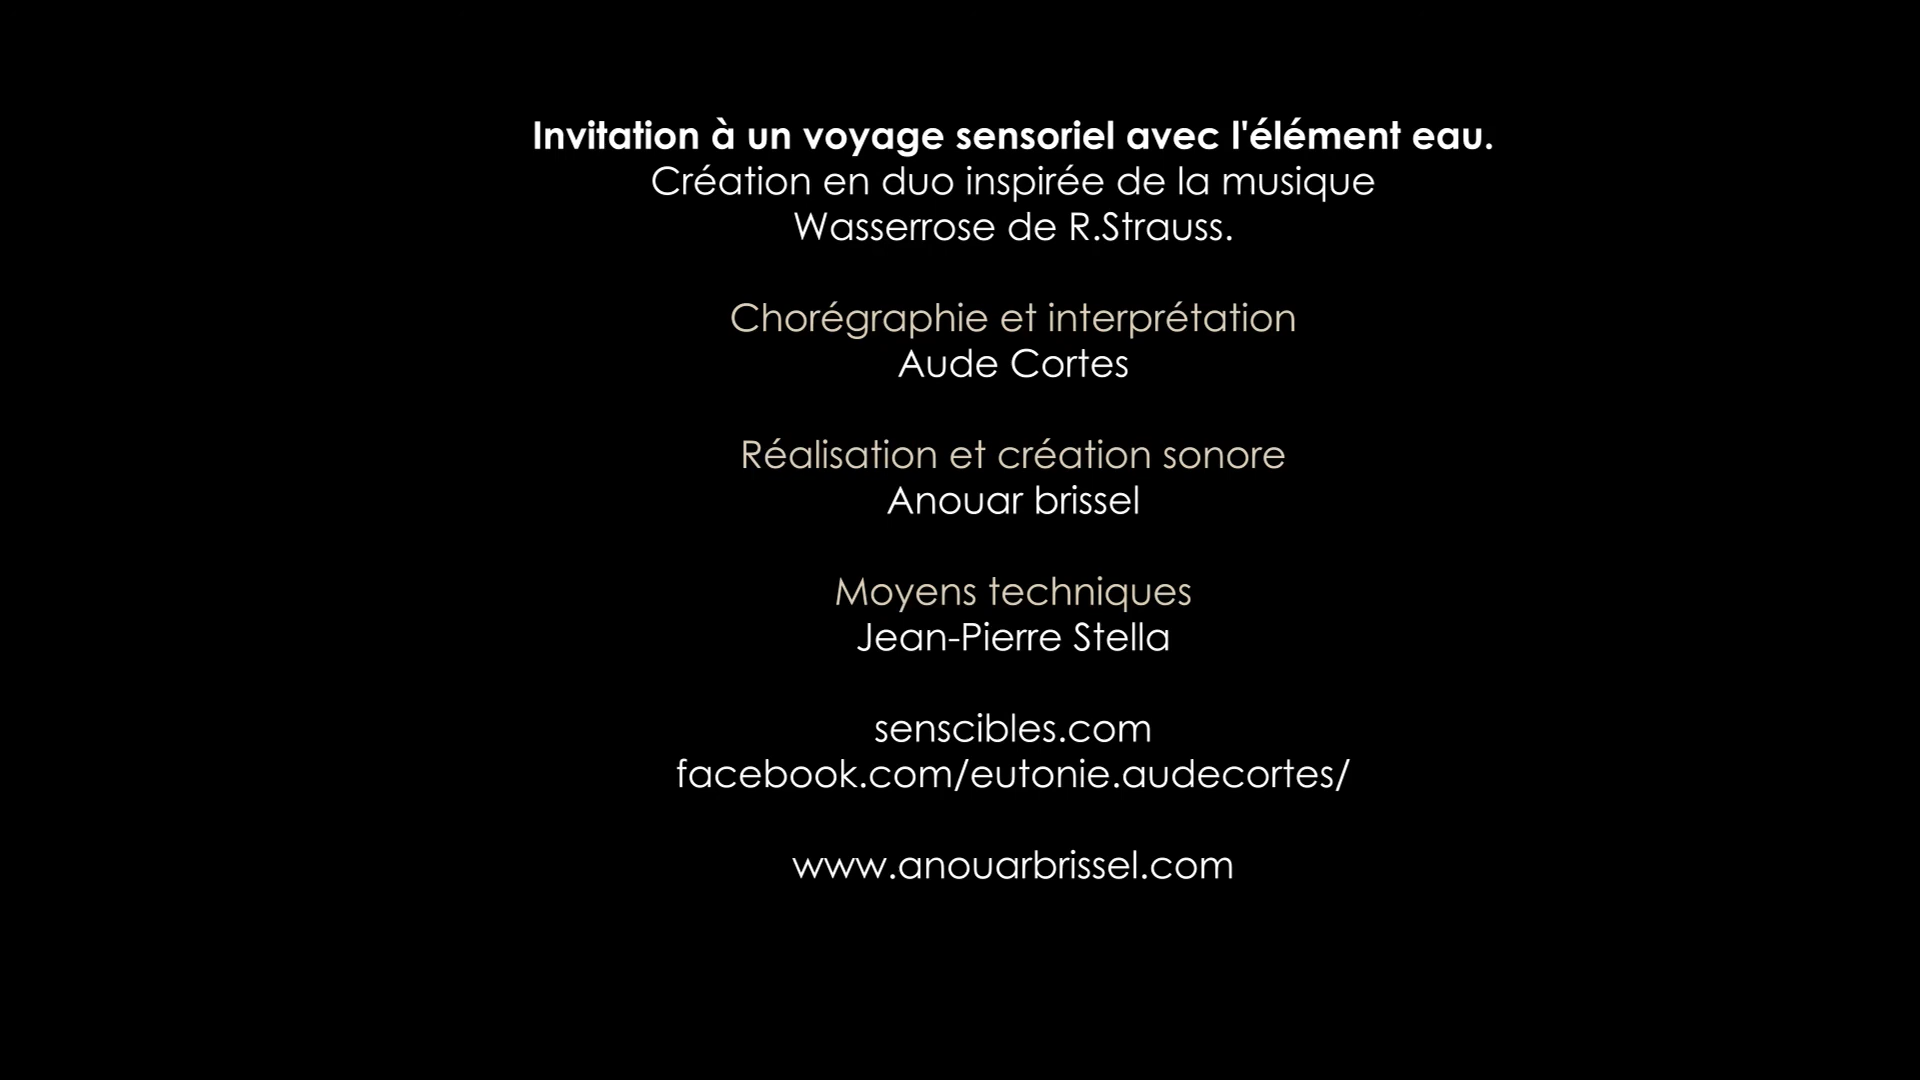 Invitation à un voyage sensoriel avec l'élément eau.
Création en duo inspirée de la musique
Wasserrose de R.Strauss.
Chorégraphie et interprétation
Aude Cortes
Réalisation et création sonore
Anouar brissel
Moyens techniques
Jean-Pierre Stella
senscibles.com
facebook.com/eutonie.audecortes/
www.anouarbrissel.com